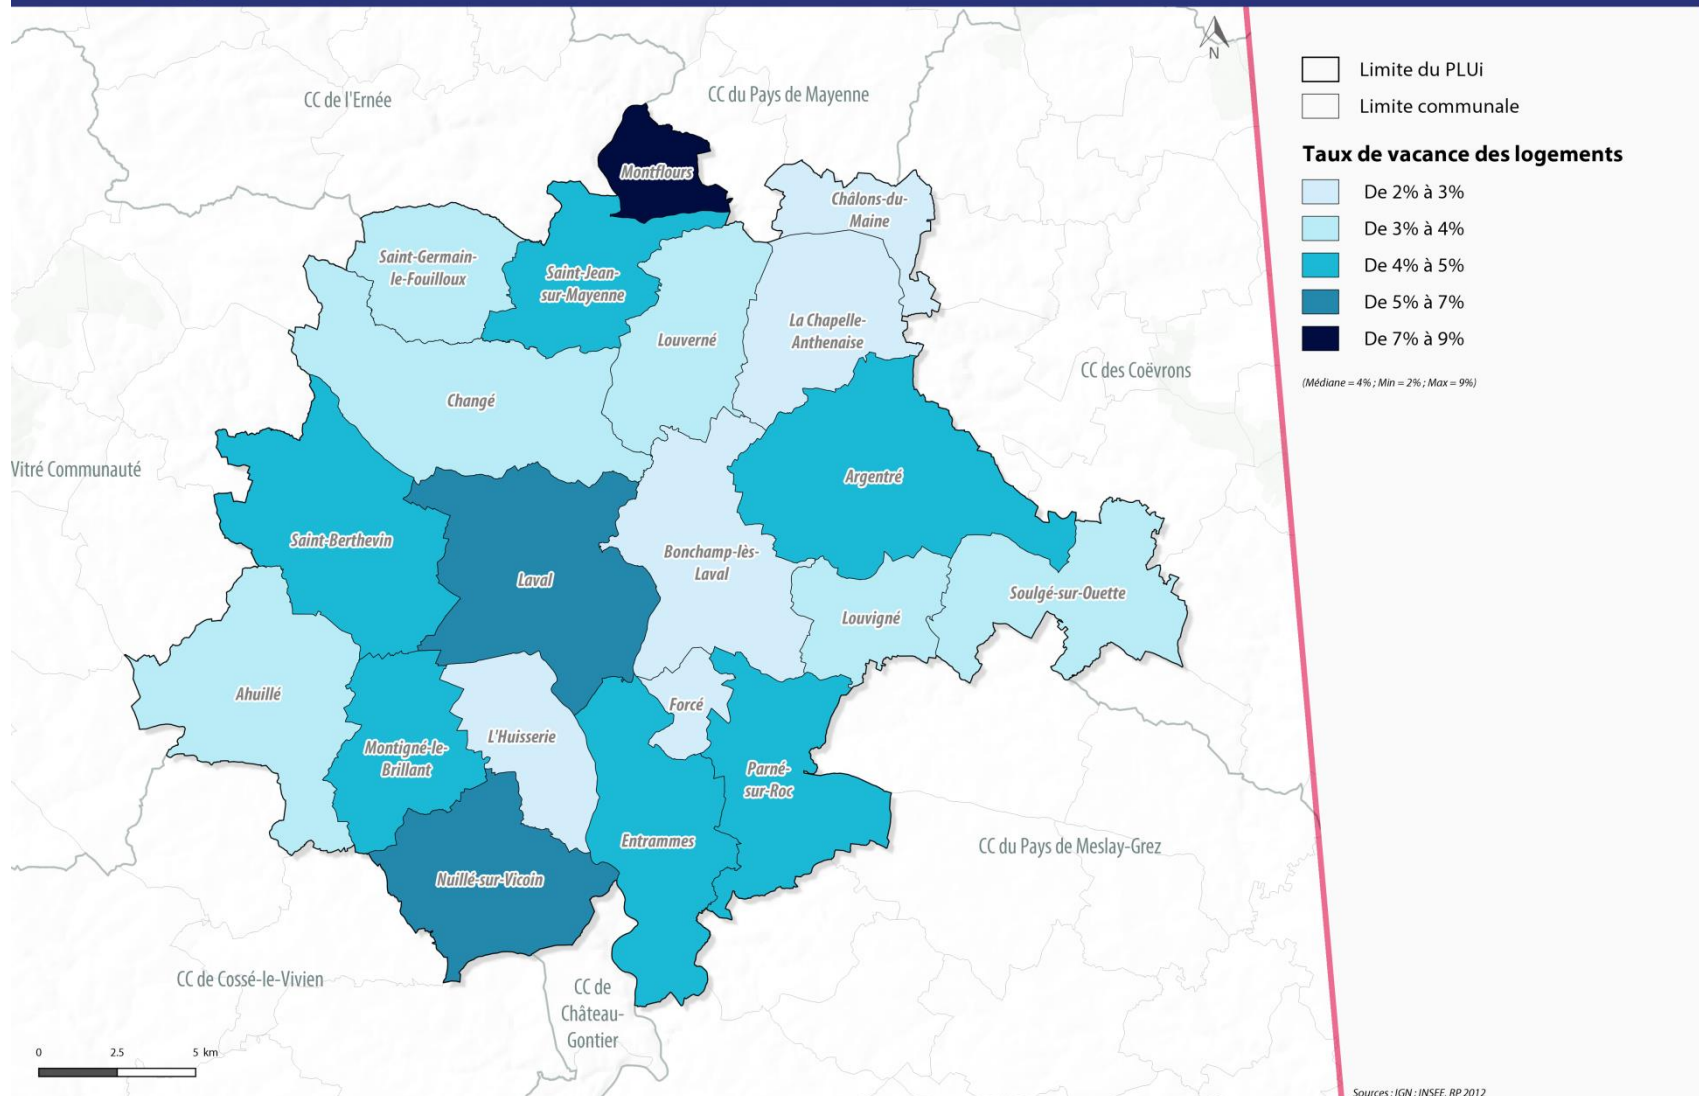 N
CC de l'Ernée
CC du Pays de Mayenne
Montflours
Châlons-du-
Maine
Saint-Germain-
le-Fouilloux
Saint-Jean-
sur-Mayenne
La Chapelle-
Anthenaise
Louverné
CC des Coëvrons
Changé
Vitré Communauté
Argentré
Saint-Berthevin
Bonchamp-lès-
Laval
Laval
Soulgé-sur-Ouette
Louvigné
Ahuillé
Forcé
L'Huisserie
Montigné-le-
Brillant
Parné-
sur-Roc
Entrammes
CC du Pays de Meslay-Grez
Nuillé-sur-Vicoin
CC de Cossé-le-Vivien
CC de
Château-
Gontier
0 2.5 5 km
Limite du PLUi
Limite communale
Taux de vacance des logements
De 2% à 3%
De 3% à 4%
De 4% à 5%
De 5% à 7%
De 7% à 9%
(Médiane = 4% ; Min = 2% ; Max = 9%)
Sources : IGN ; INSEE, RP 2012